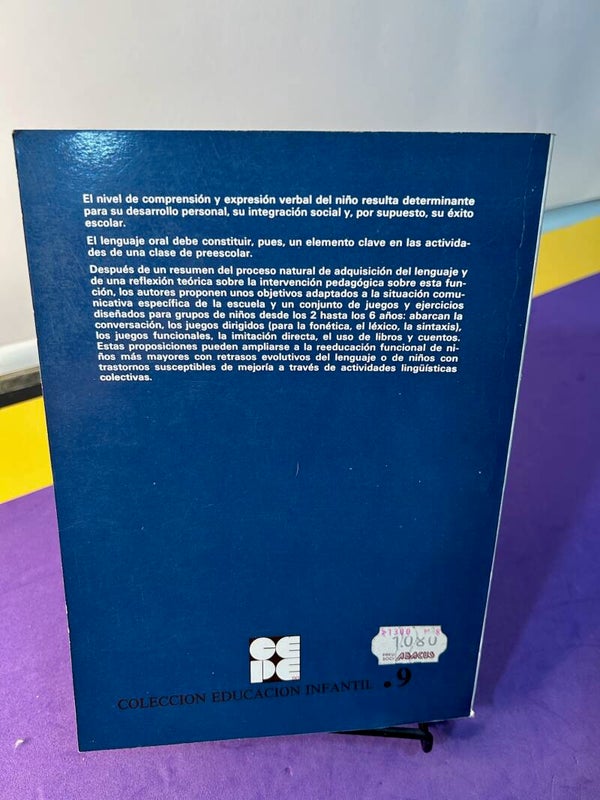 El nivel de comprensión y expresión verbal del niño resulta determinante
para su desarrollo personal, su integración social y, por supuesto, su éxito
escolar.
El lenguaje oral debe constituir, pues, un elemento clave en las activida-
des de una clase de preescolar.
Después de un resumen del proceso natural de adquisición del lenguaje y
de una reflexión teórica sobre la intervención pedagógica sobre esta fun-
ción, los autores proponen unos objetivos adaptados a la situación comu-
nicativa específica de la escuela y un conjunto de juegos y ejercicios
diseñados para grupos de niños desde los 2 hasta los 6 años: abarcan la
conversación, los juegos dirigidos (para la fonética, el léxico, la sintaxis),
los juegos funcionales, la imitación directa, el uso de libros y cuentos.
Estas proposiciones pueden ampliarse a la reeducación funcional de ni-
ños más mayores con retrasos evolutivos del lenguaje o de niños con
trastornos susceptibles de mejoría a través de actividades lingüísticas
colectivas.
CE
PE
1.080
ABACUS
COLECCION EDUCACION INFANTIL . 9